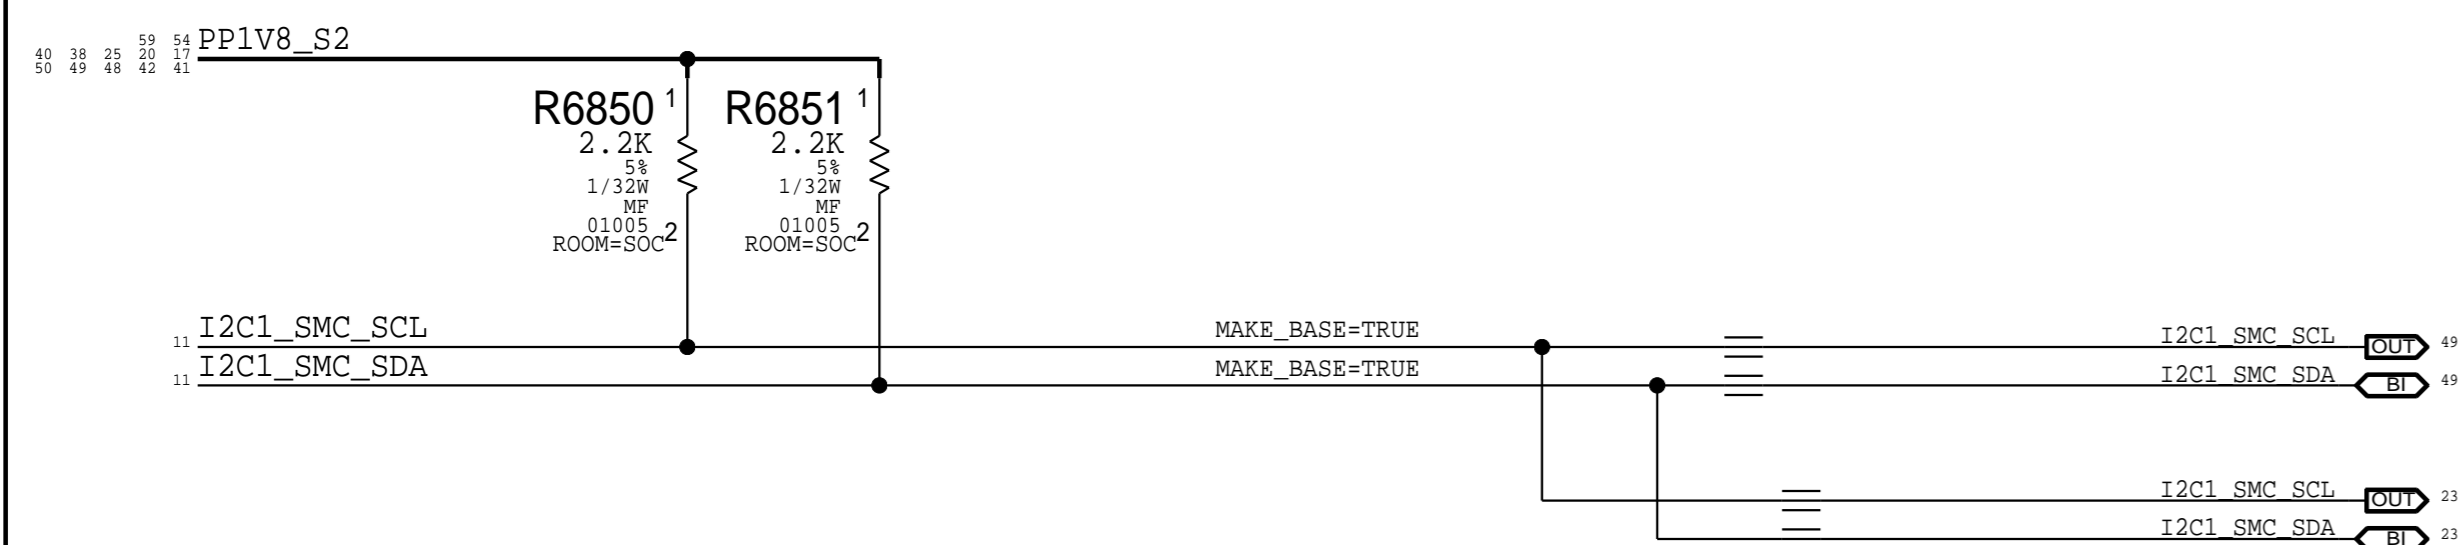 59 54 PP1V8_S2
40 38 25 20 17
50 49 48 42 41
R6850 1 R6851 1
2.2K 2.2K
5% 5%
1/32W 1/32W
MF MF
01005 01005
ROOM=SOC 2 ROOM=SOC 2
11 I2C1_SMC_SCL MAKE_BASE=TRUE I2C1_SMC_SCL OUT 49
11 I2C1_SMC_SDA MAKE_BASE=TRUE I2C1_SMC_SDA BI 49
I2C1_SMC_SCL OUT 23
I2C1_SMC_SDA BI 23